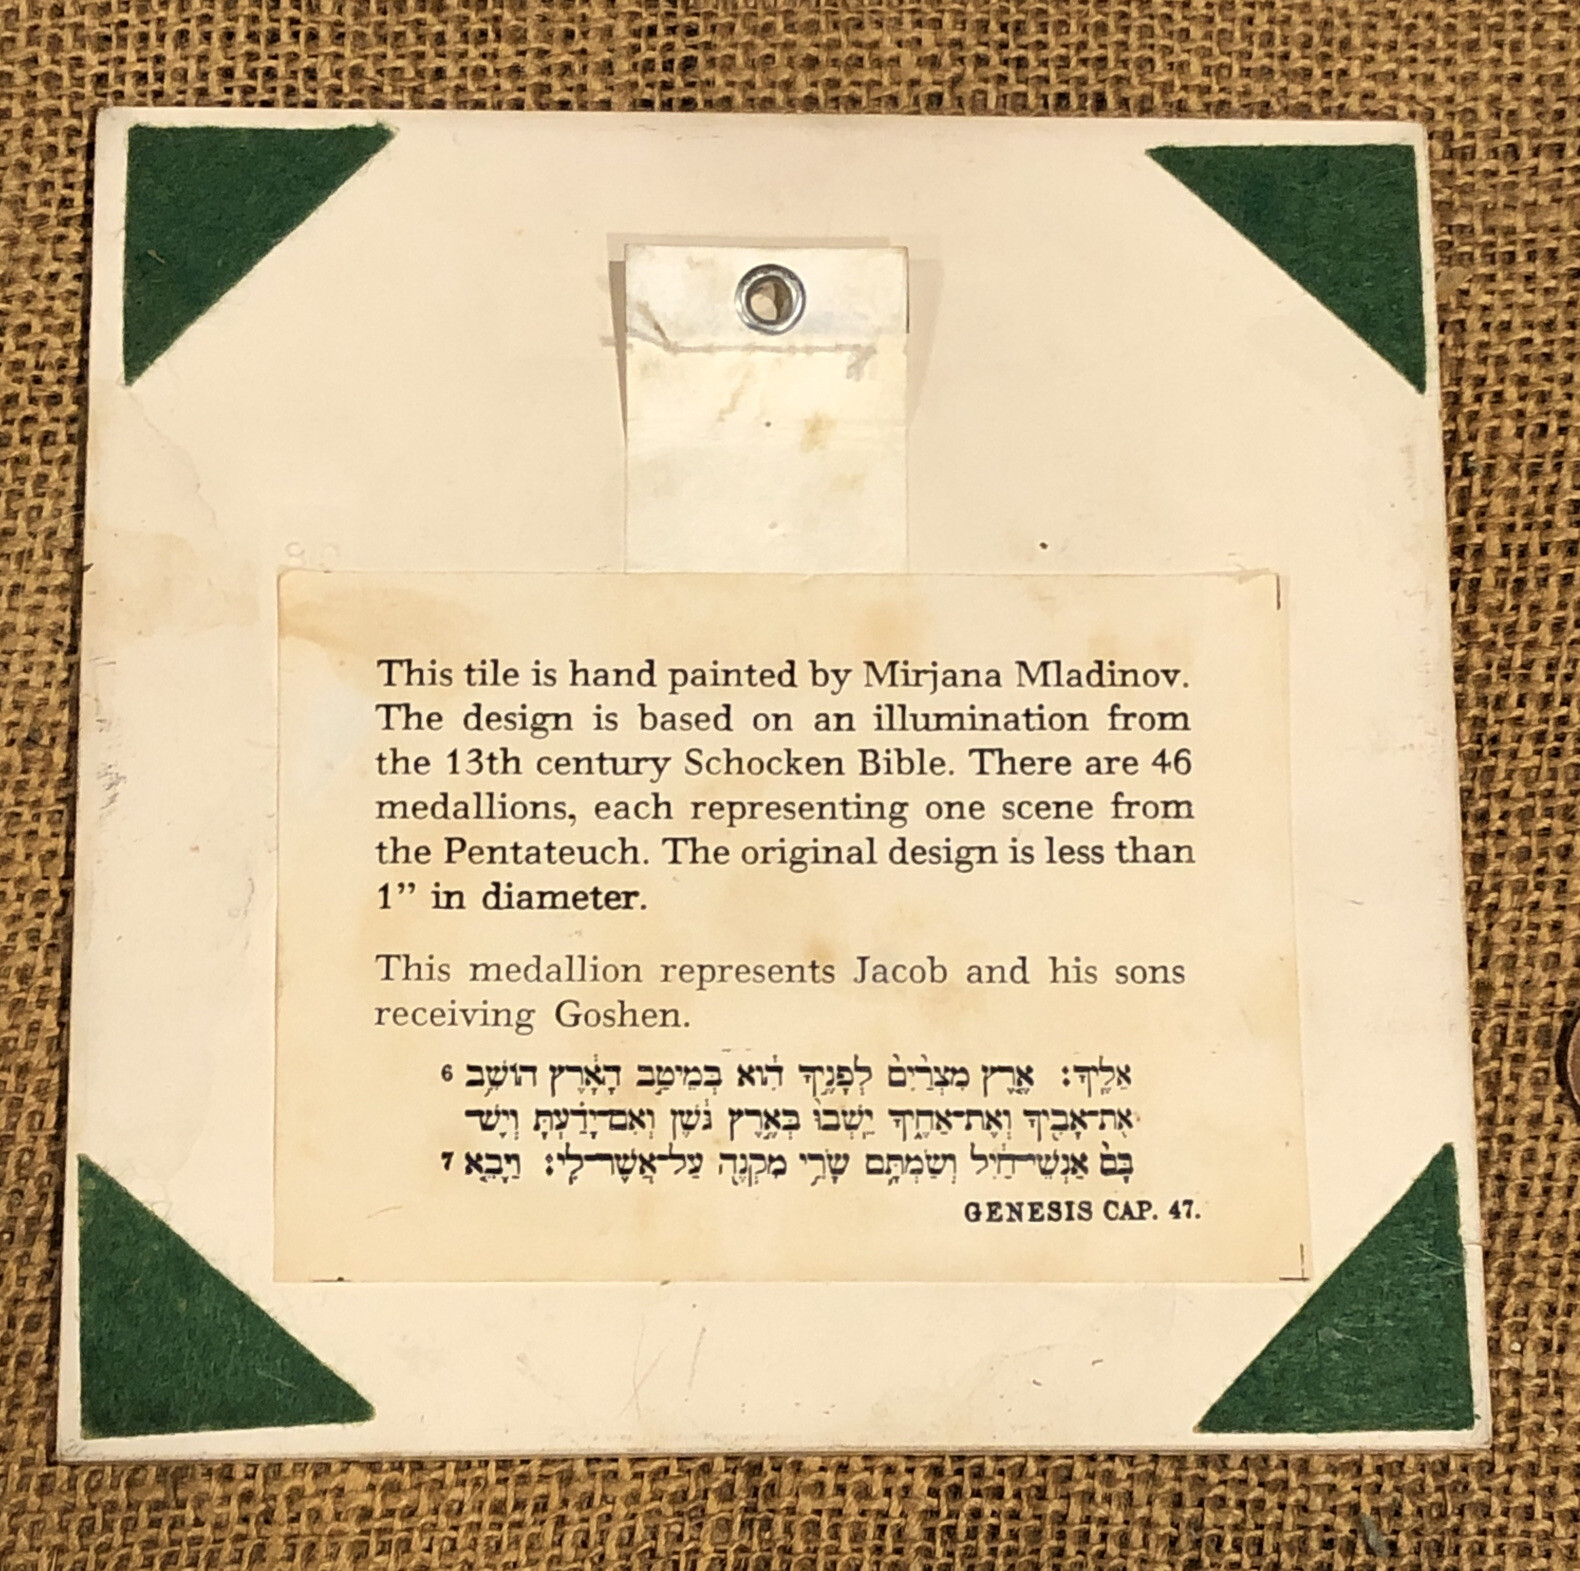 This tile is hand painted by Mirjana Mladinov.
The design is based on an illumination from
the 13th century Schocken Bible. There are 46
medallions, each representing one scene from
the Pentateuch. The original design is less than
1” in diameter.
This medallion represents Jacob and his sons
receiving Goshen.
אֵלֶֽיךָ׃ אֶ֤רֶץ מִצְרַ֙יִם֙ לְפָנֶ֣יךָ הִ֔וא בְּמֵיטַ֣ב הָאָ֔רֶץ הוֹשֵׁ֥ב 6
אֶת־אָבִ֖יךָ וְאֶת־אַחֶ֑יךָ יֵשְׁבוּ֙ בְּאֶ֣רֶץ גֹּ֔שֶׁן וְאִם־יָדַ֗עְתָּ וְיֶשׁ־
בָּם֙ אַנְשֵׁי־חַ֔יִל וְשַׂמְתָּ֛ם שָׂרֵ֥י מִקְנֶ֖ה עַל־אֲשֶׁר־לִֽי׃ וַיָּבֵ֤א 7
GENESIS CAP. 47.